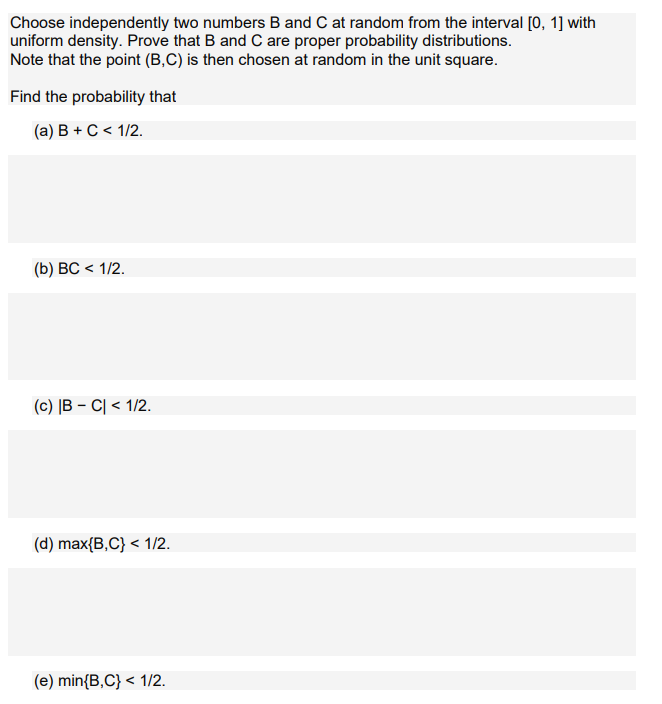 Choose independently two numbers B and C at random from the interval [0, 1] with
uniform density. Prove that B and C are proper probability distributions.
Note that the point (B,C) is then chosen at random in the unit square.
Find the probability that
(a) B + C < 1/2.
(b) BC < 1/2.
(c) |B − C| < 1/2.
(d) max{B,C} < 1/2.
(e) min{B,C} < 1/2.